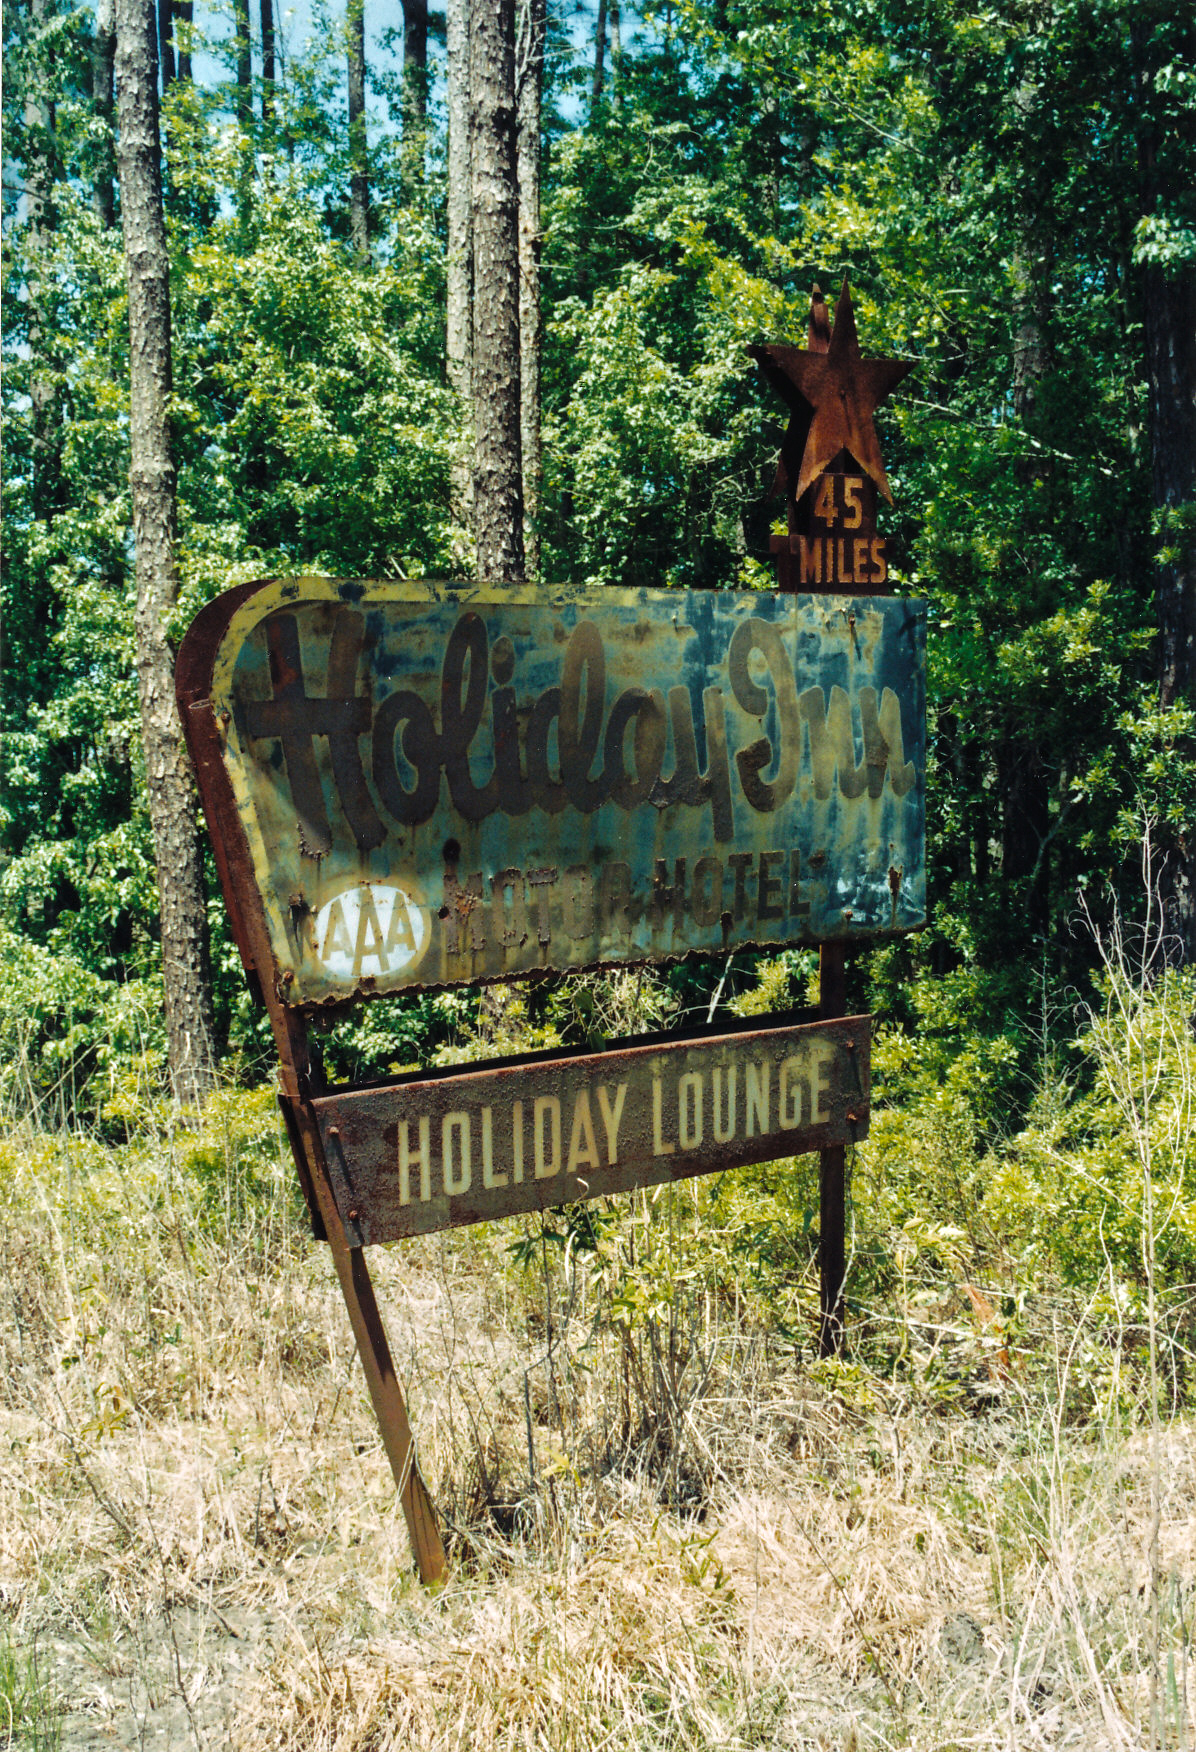 45
MILES
Holiday Inn
AAA
MOTOR-HOTEL
HOLIDAY LOUNGE